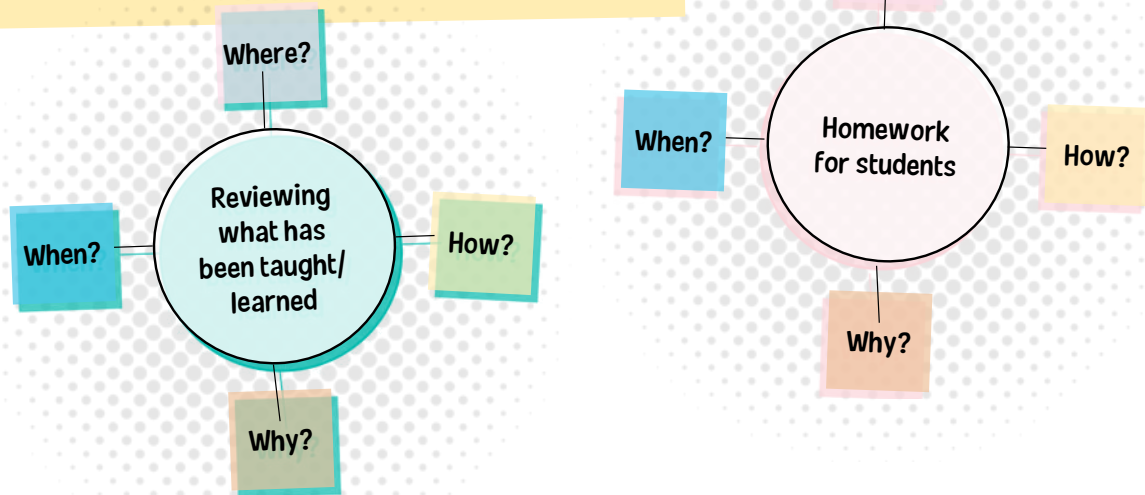 Where?
When?
Reviewing
what has
been taught/
learned
How?
Why?
When?
Homework
for students
How?
Why?